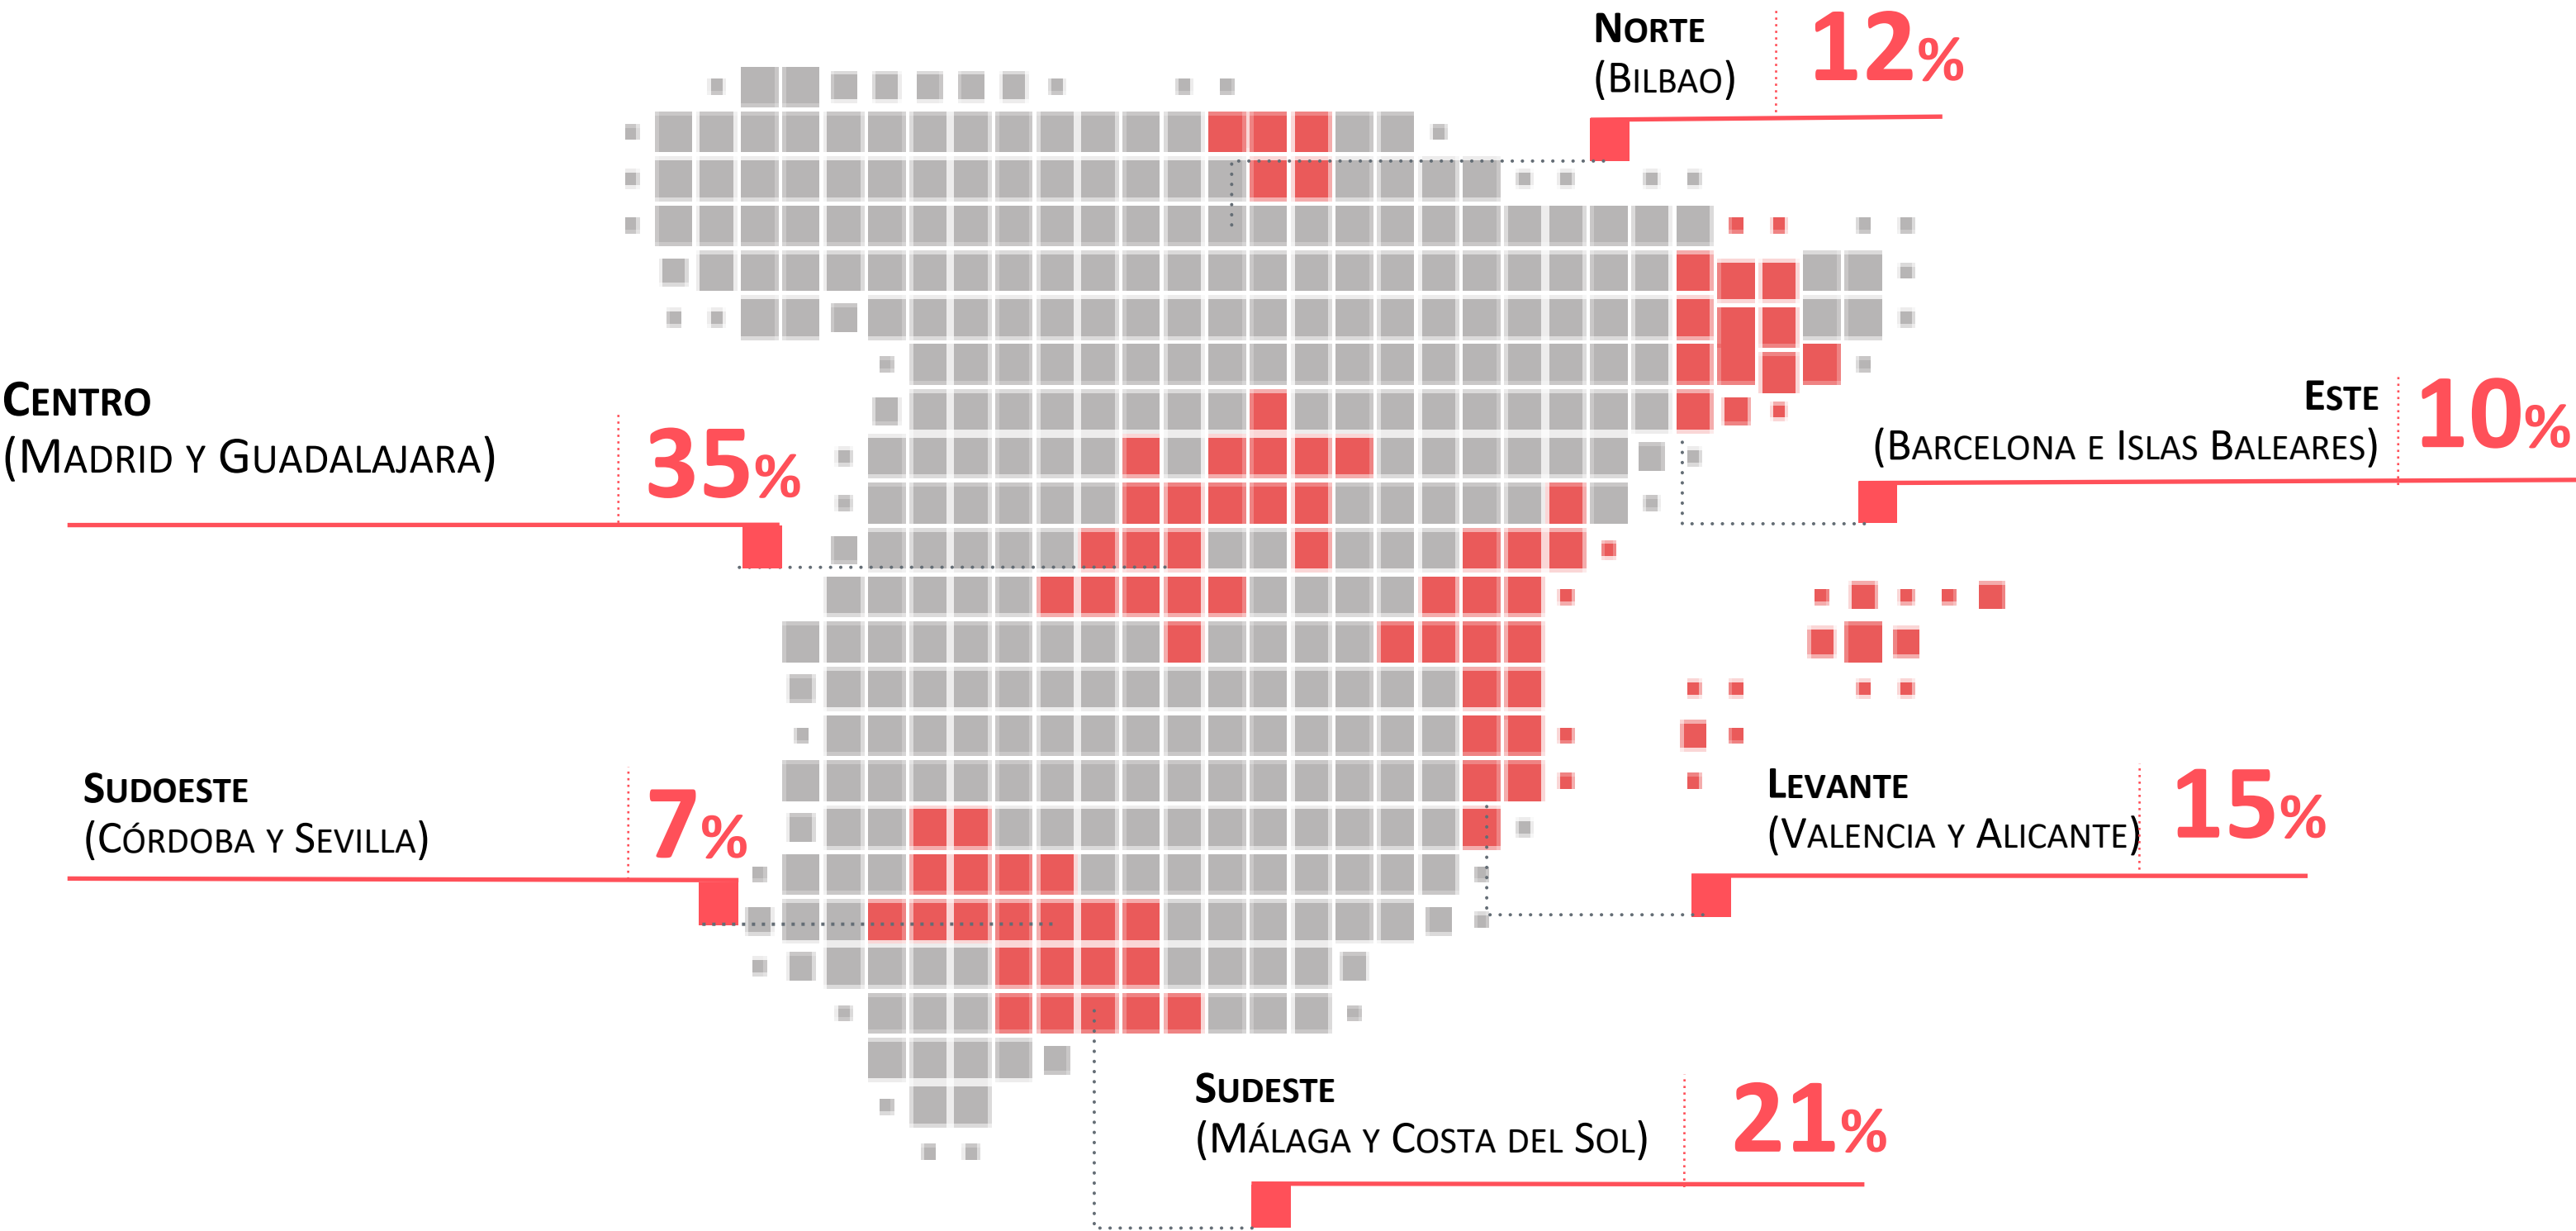 NORTE
(BILBAO)
12%
CENTRO
(MADRID Y GUADALAJARA)
35%
ESTE
(BARCELONA E ISLAS BALEARES)
10%
SUDOESTE
(CÓRDOBA Y SEVILLA)
7%
LEVANTE
(VALENCIA Y ALICANTE)
15%
SUDESTE
(MÁLAGA Y COSTA DEL SOL)
21%